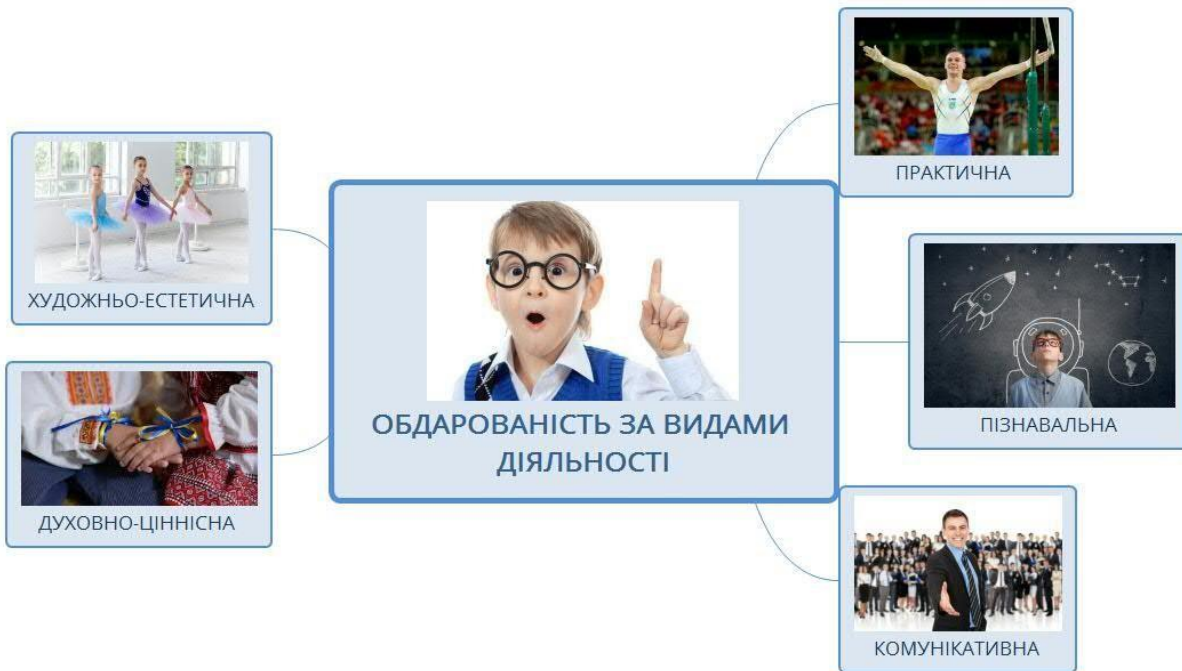 ПРАКТИЧНА
ХУДОЖНЬО-ЕСТЕТИЧНА
ОБДАРОВАНІСТЬ ЗА ВИДАМИ
ДІЯЛЬНОСТІ
ПІЗНАВАЛЬНА
ДУХОВНО-ЦІННІСНА
КОМУНІКАТИВНА